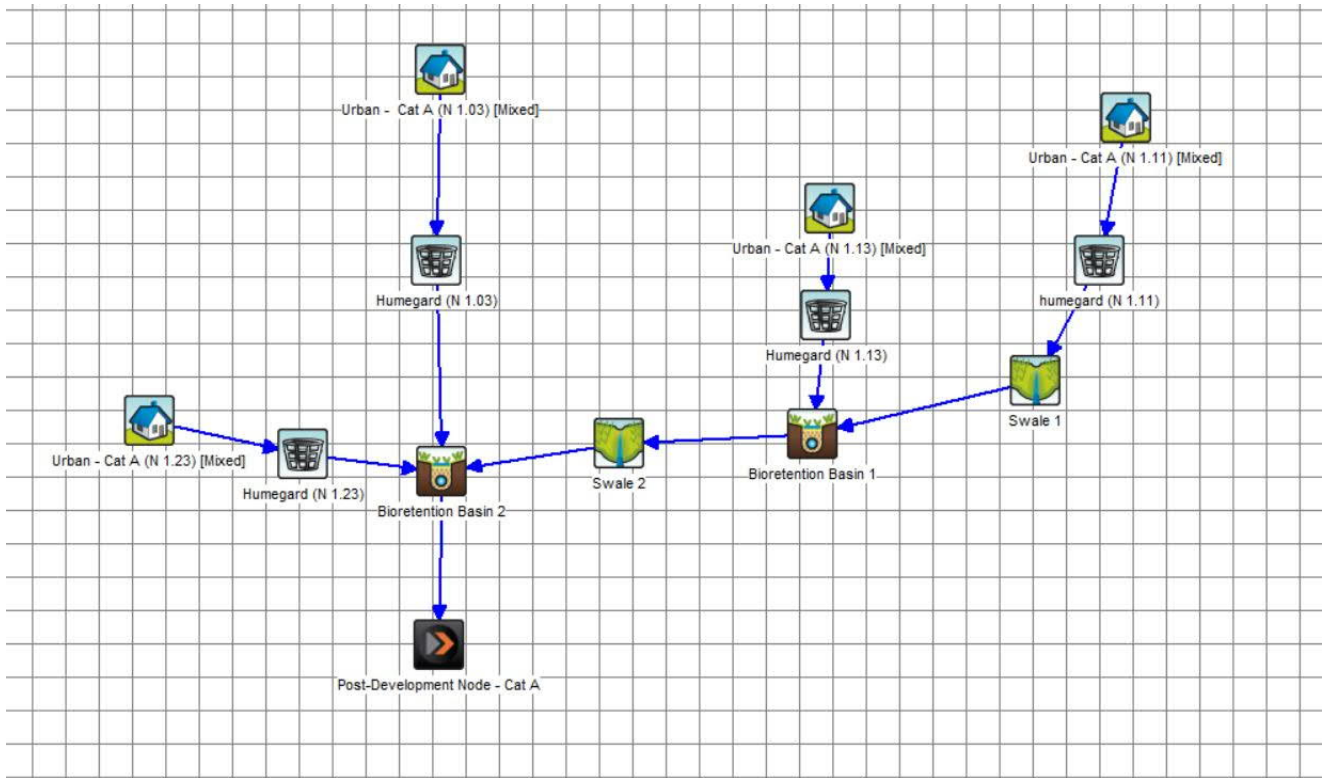 Urban - Cat A (N 1.03) [Mixed]
Urban - Cat A (N 1.11) [Mixed]
Urban - Cat A (N 1.13) [Mixed]
Humegard (N 1.03)
humegard (N 1.11)
Humegard (N 1.13)
Swale 1
Urban - Cat A (N 1.23) [Mixed]
Bioretention Basin 1
Swale 2
Humegard (N 1.23)
Bioretention Basin 2
Post-Development Node - Cat A